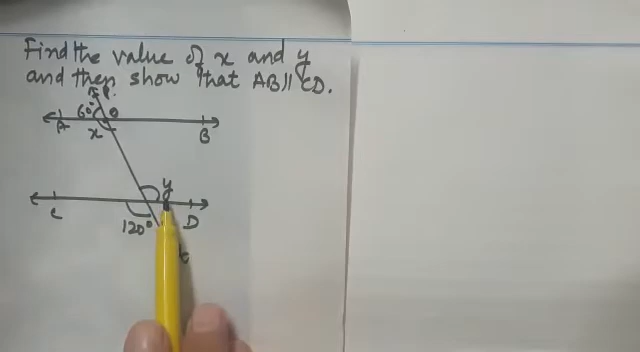 Find the value of x and y
and then show that AB || CD.
P
60° O
A
x
B
y
C
120°
D